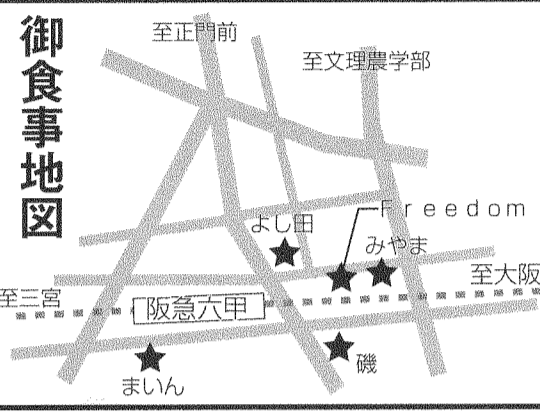 御食事地図
至正門前
至文理農学部
よし田
Freedom
みやま
至三宮
阪急六甲
至大阪
まいん
磯